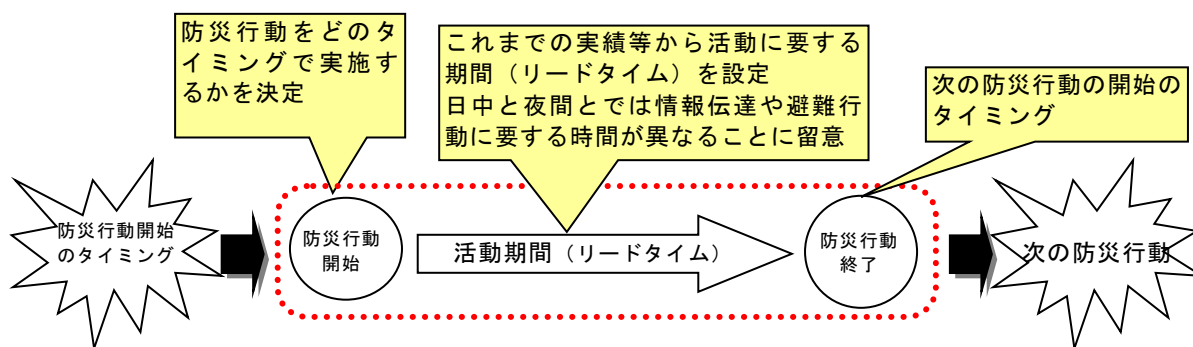 防災行動をどのタ
イミングで実施す
るかを決定
これまでの実績等から活動に要する
期間（リードタイム）を設定
日中と夜間とでは情報伝達や避難行
動に要する時間が異なることに留意
次の防災行動の開始の
タイミング
防災行動開始
のタイミング
防災行動
開始
活動期間（リードタイム）
防災行動
終了
次の防災行動